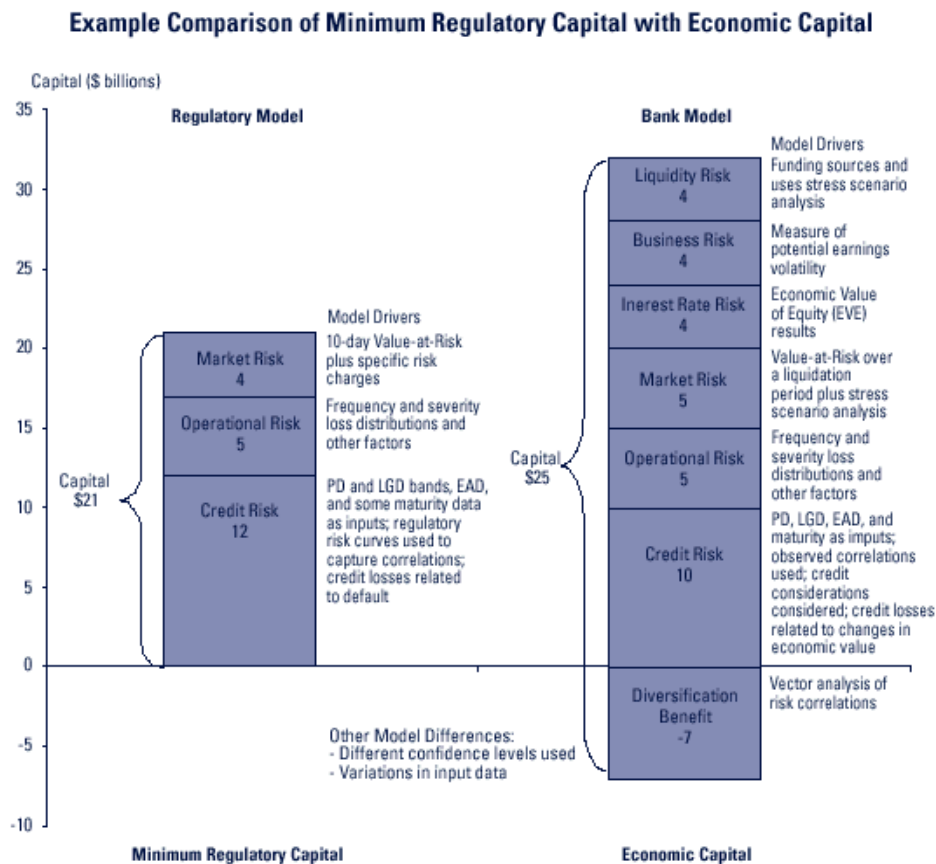 Example Comparison of Minimum Regulatory Capital with Economic Capital
Capital ($ billions)
35
30
25
20
15
10
5
0
-5
-10
Regulatory Model
Capital
$21
Market Risk
4
Operational Risk
5
Credit Risk
12
Model Drivers
10-day Value-at-Risk
plus specific risk
charges
Frequency and severity
loss distributions and
other factors
PD and LGD bands, EAD,
and some maturity data
as inputs; regulatory
risk curves used to
capture correlations;
credit losses related
to default
Bank Model
Capital
$25
Liquidity Risk
4
Business Risk
4
Inerest Rate Risk
4
Market Risk
5
Operational Risk
5
Credit Risk
10
Diversification
Benefit
-7
Model Drivers
Funding sources and
uses stress scenario
analysis
Measure of
potential earnings
volatility
Economic Value
of Equity (EVE)
results
Value-at-Risk over
a liquidation
period plus stress
scenario analysis
Frequency and
severity loss
distributions and
other factors
PD, LGD, EAD, and
maturity as imputs;
observed correlations
used; credit
considerations
considered; credit losses
related to changes in
economic value
Vector analysis of
risk correlations
Other Model Differences:
- Different confidence levels used
- Variations in input data
Minimum Regulatory Capital
Economic Capital